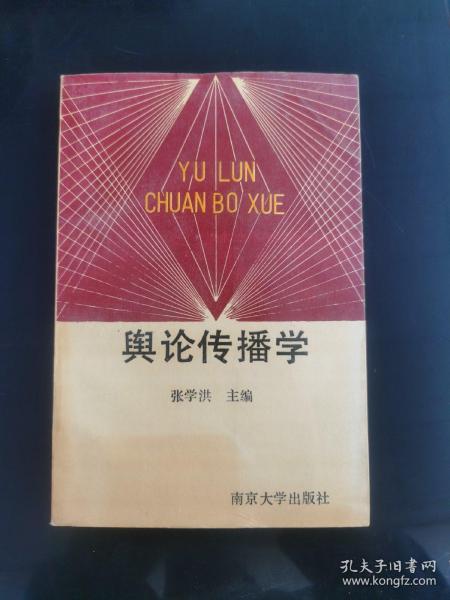 YU LUN
CHUAN BO XUE
舆论传播学
张学洪 主编
南京大学出版社
孔夫子旧书网
www.kongfz.com